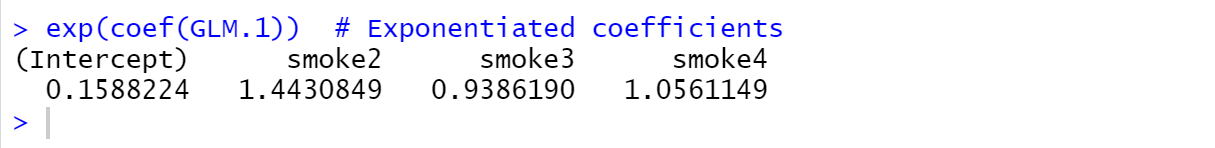 > exp(coef(GLM.1))  # Exponentiated coefficients
(Intercept)      smoke2      smoke3      smoke4
  0.1588224   1.4430849   0.9386190   1.0561149
>